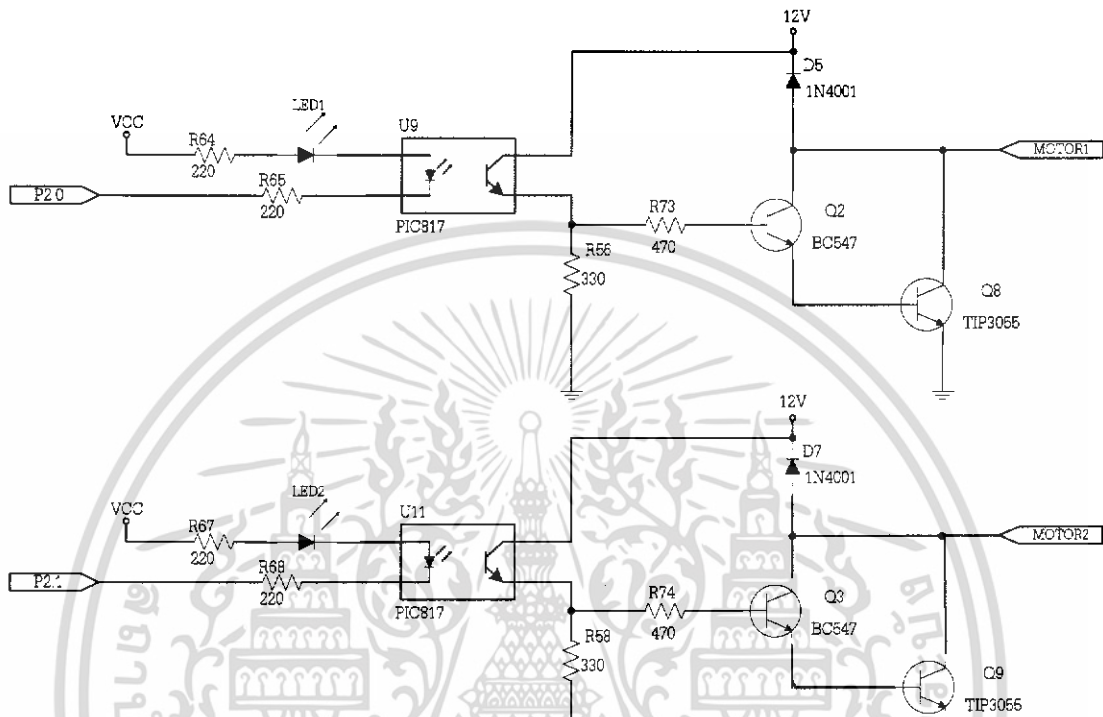 12V
D5
1N4001
LED1
VCC
R64
220
U9
MOTOR1
P2.0
R65
220
PIC817
R73
470
Q2
BC547
R56
330
Q8
TIP3055
12V
D7
1N4001
LED2
VCC
R67
220
U11
MOTOR2
P2.1
R68
220
PIC817
R74
470
Q3
BC547
R58
330
Q9
TIP3055